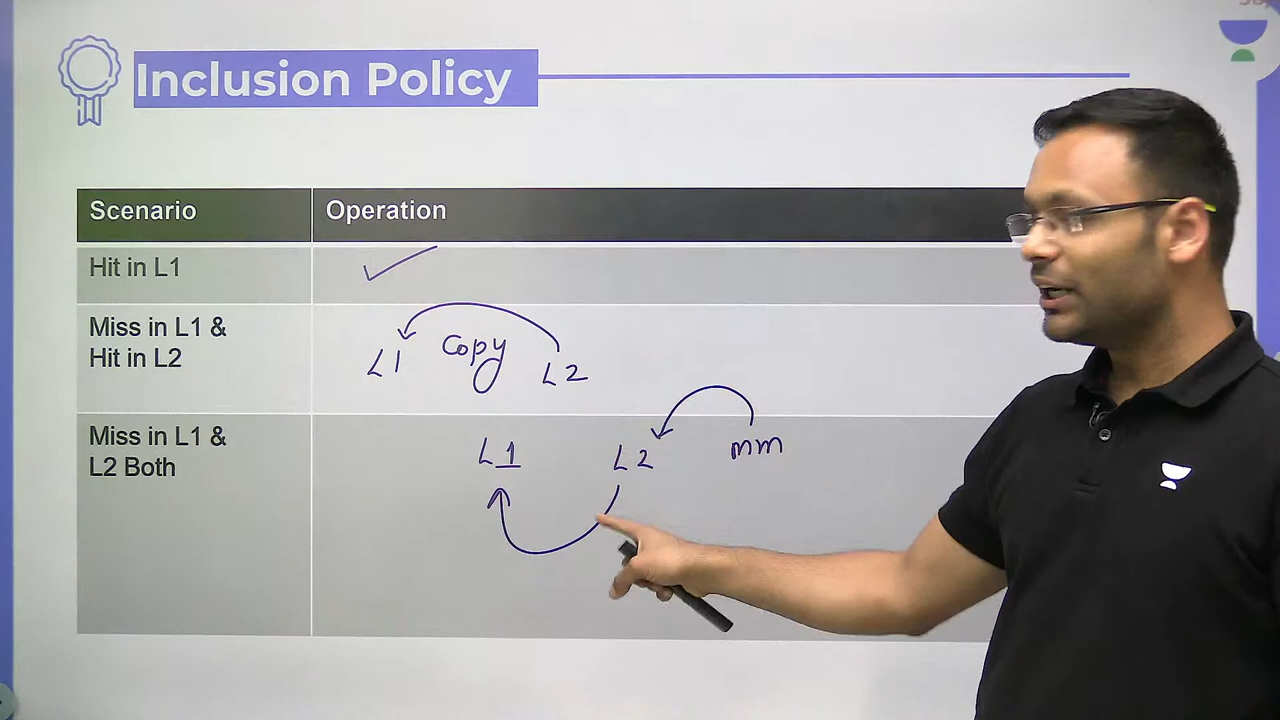 Inclusion Policy
Scenario
Operation
Hit in L1
Miss in L1 &
Hit in L2
L1 Copy L2
Miss in L1 &
L2 Both
L1 L2 mm